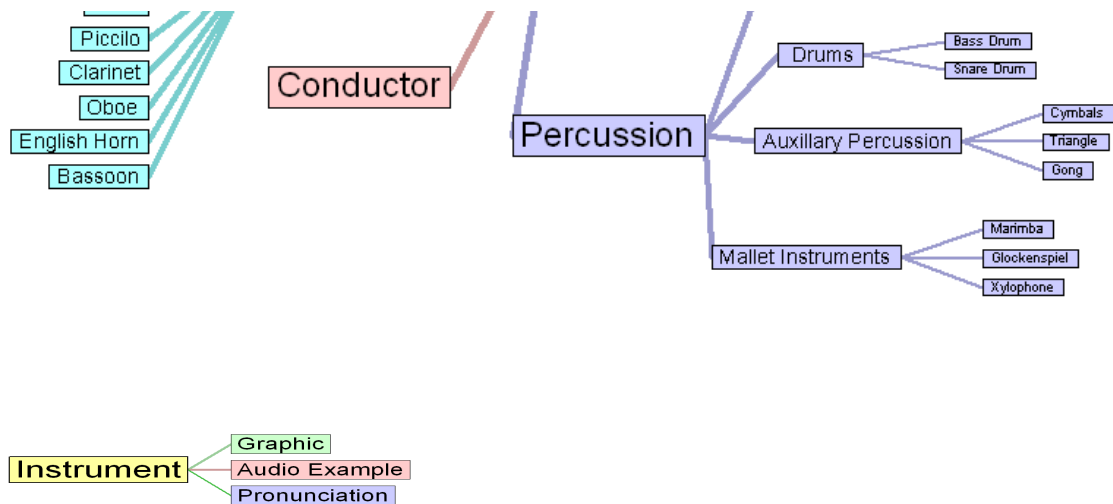 Piccilo
Clarinet
Oboe
English Horn
Bassoon
Conductor
Percussion
Drums
Bass Drum
Snare Drum
Auxillary Percussion
Cymbals
Triangle
Gong
Mallet Instruments
Marimba
Glockenspiel
Xylophone
Instrument
Graphic
Audio Example
Pronunciation